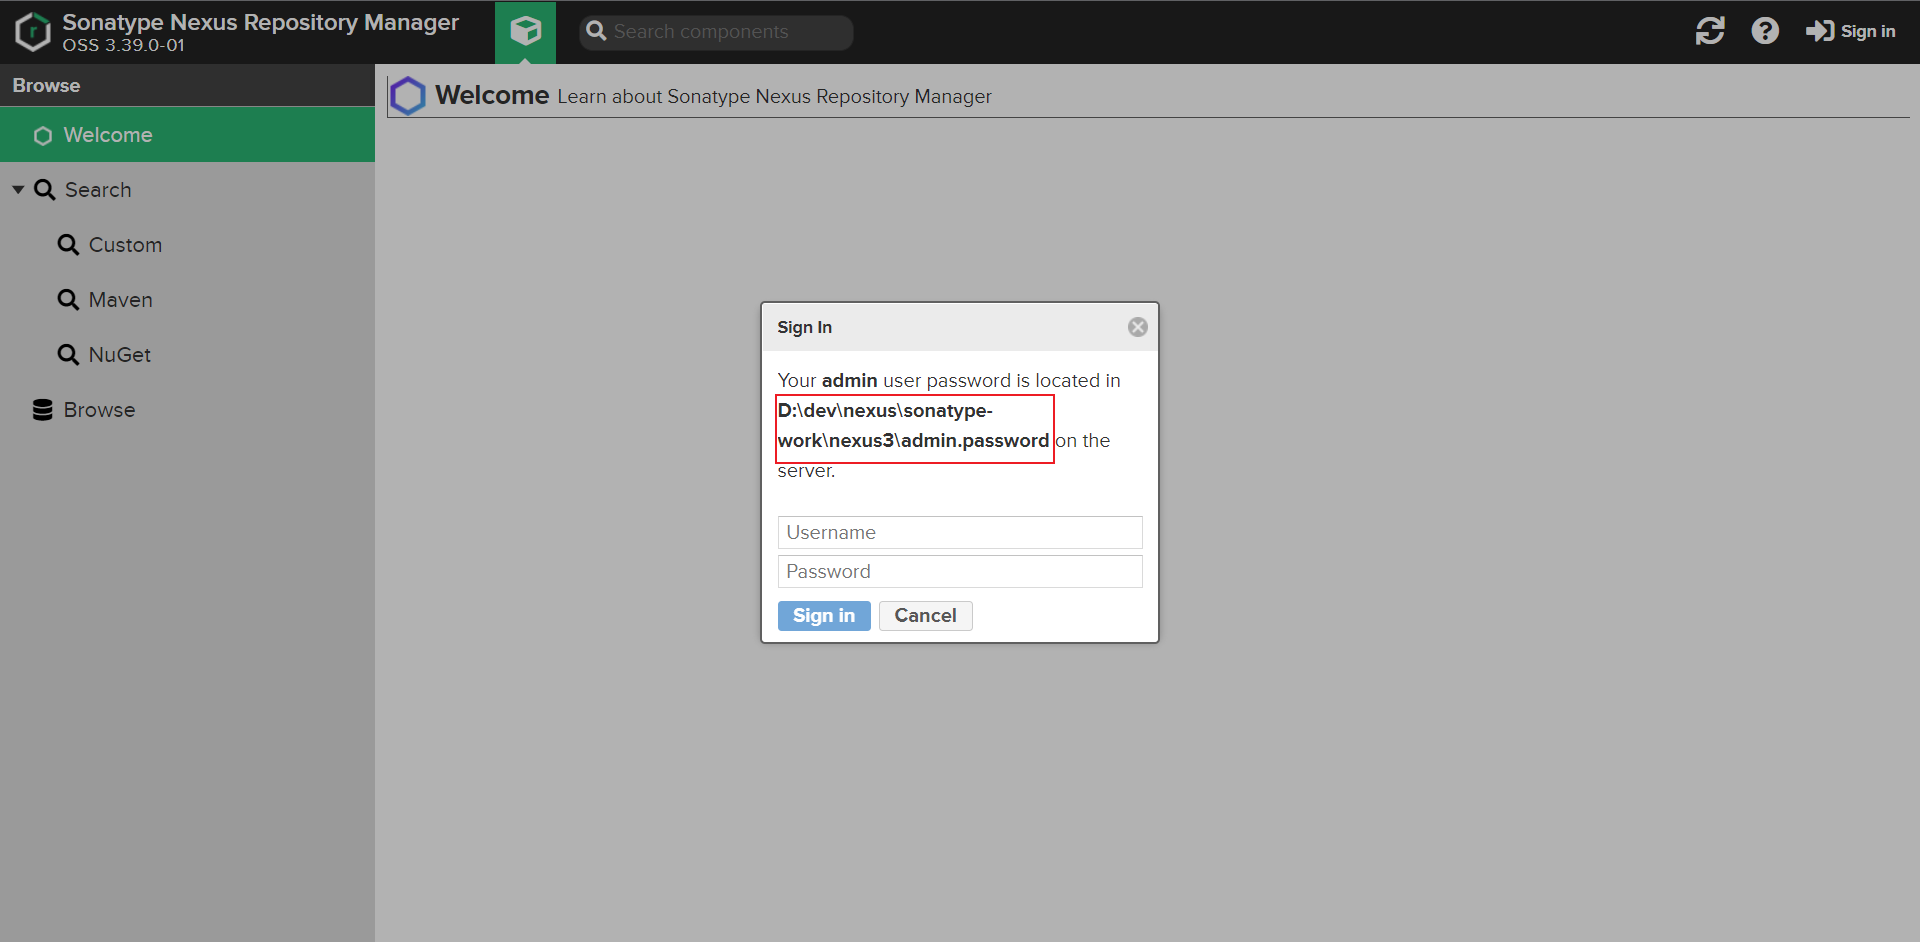 Sonatype Nexus Repository Manager
OSS 3.39.0-01
Search components
Sign in
Browse
Welcome
Search
Custom
Maven
NuGet
Browse
Welcome Learn about Sonatype Nexus Repository Manager
Sign In
Your admin user password is located in
D:\dev\nexus\sonatype-
work\nexus3\admin.password on the
server.
Username
Password
Sign in
Cancel